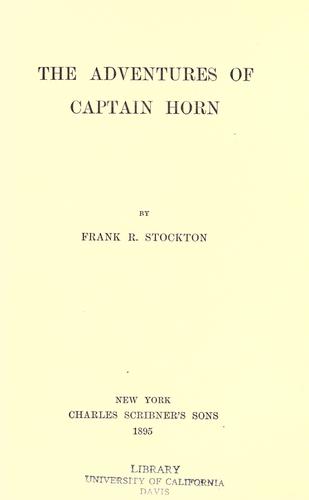 THE ADVENTURES OF
CAPTAIN HORN
BY
FRANK R. STOCKTON
NEW YORK
CHARLES SCRIBNER'S SONS
1895
LIBRARY
UNIVERSITY OF CALIFORNIA
DAVIS